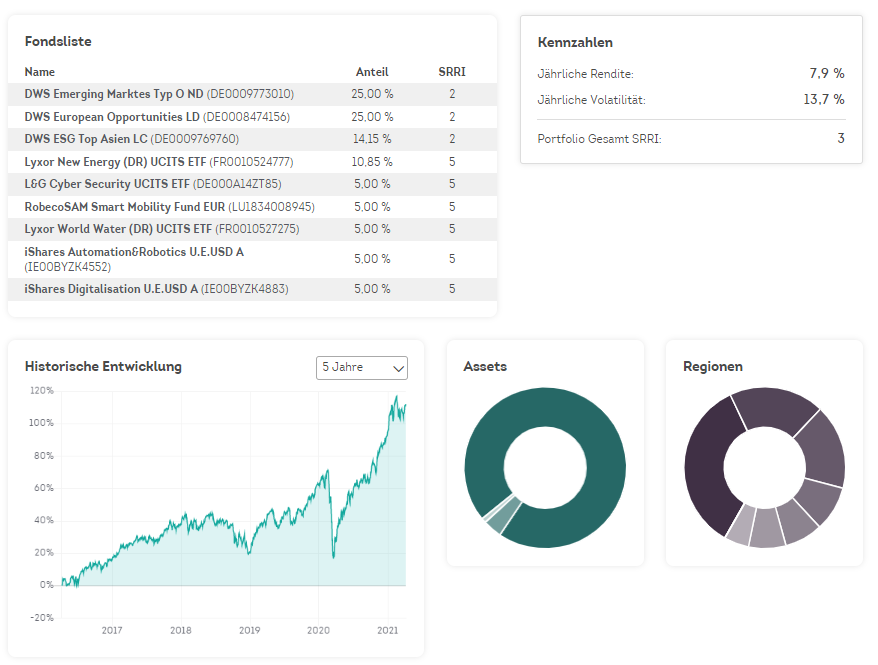 Fondsliste
Name Anteil SRRI
DWS Emerging Marktes Typ O ND (DE0009773010) 25,00 % 2
DWS European Opportunities LD (DE0008474156) 25,00 % 2
DWS ESG Top Asien LC (DE0009769760) 14,15 % 2
Lyxor New Energy (DR) UCITS ETF (FR0010524777) 10,85 % 5
L&G Cyber Security UCITS ETF (DE000A14ZT85) 5,00 % 5
RobecoSAM Smart Mobility Fund EUR (LU1834008945) 5,00 % 5
Lyxor World Water (DR) UCITS ETF (FR0010527275) 5,00 % 5
iShares Automation&Robotics U.E.USD A
(IE00BYZK4552) 5,00 % 5
iShares Digitalisation U.E.USD A (IE00BYZK4883) 5,00 % 5
Kennzahlen
Jährliche Rendite: 7,9 %
Jährliche Volatilität: 13,7 %
Portfolio Gesamt SRRI: 3
Historische Entwicklung
5 Jahre
120%
100%
80%
60%
40%
20%
0%
-20%
2017 2018 2019 2020 2021
Assets
Regionen